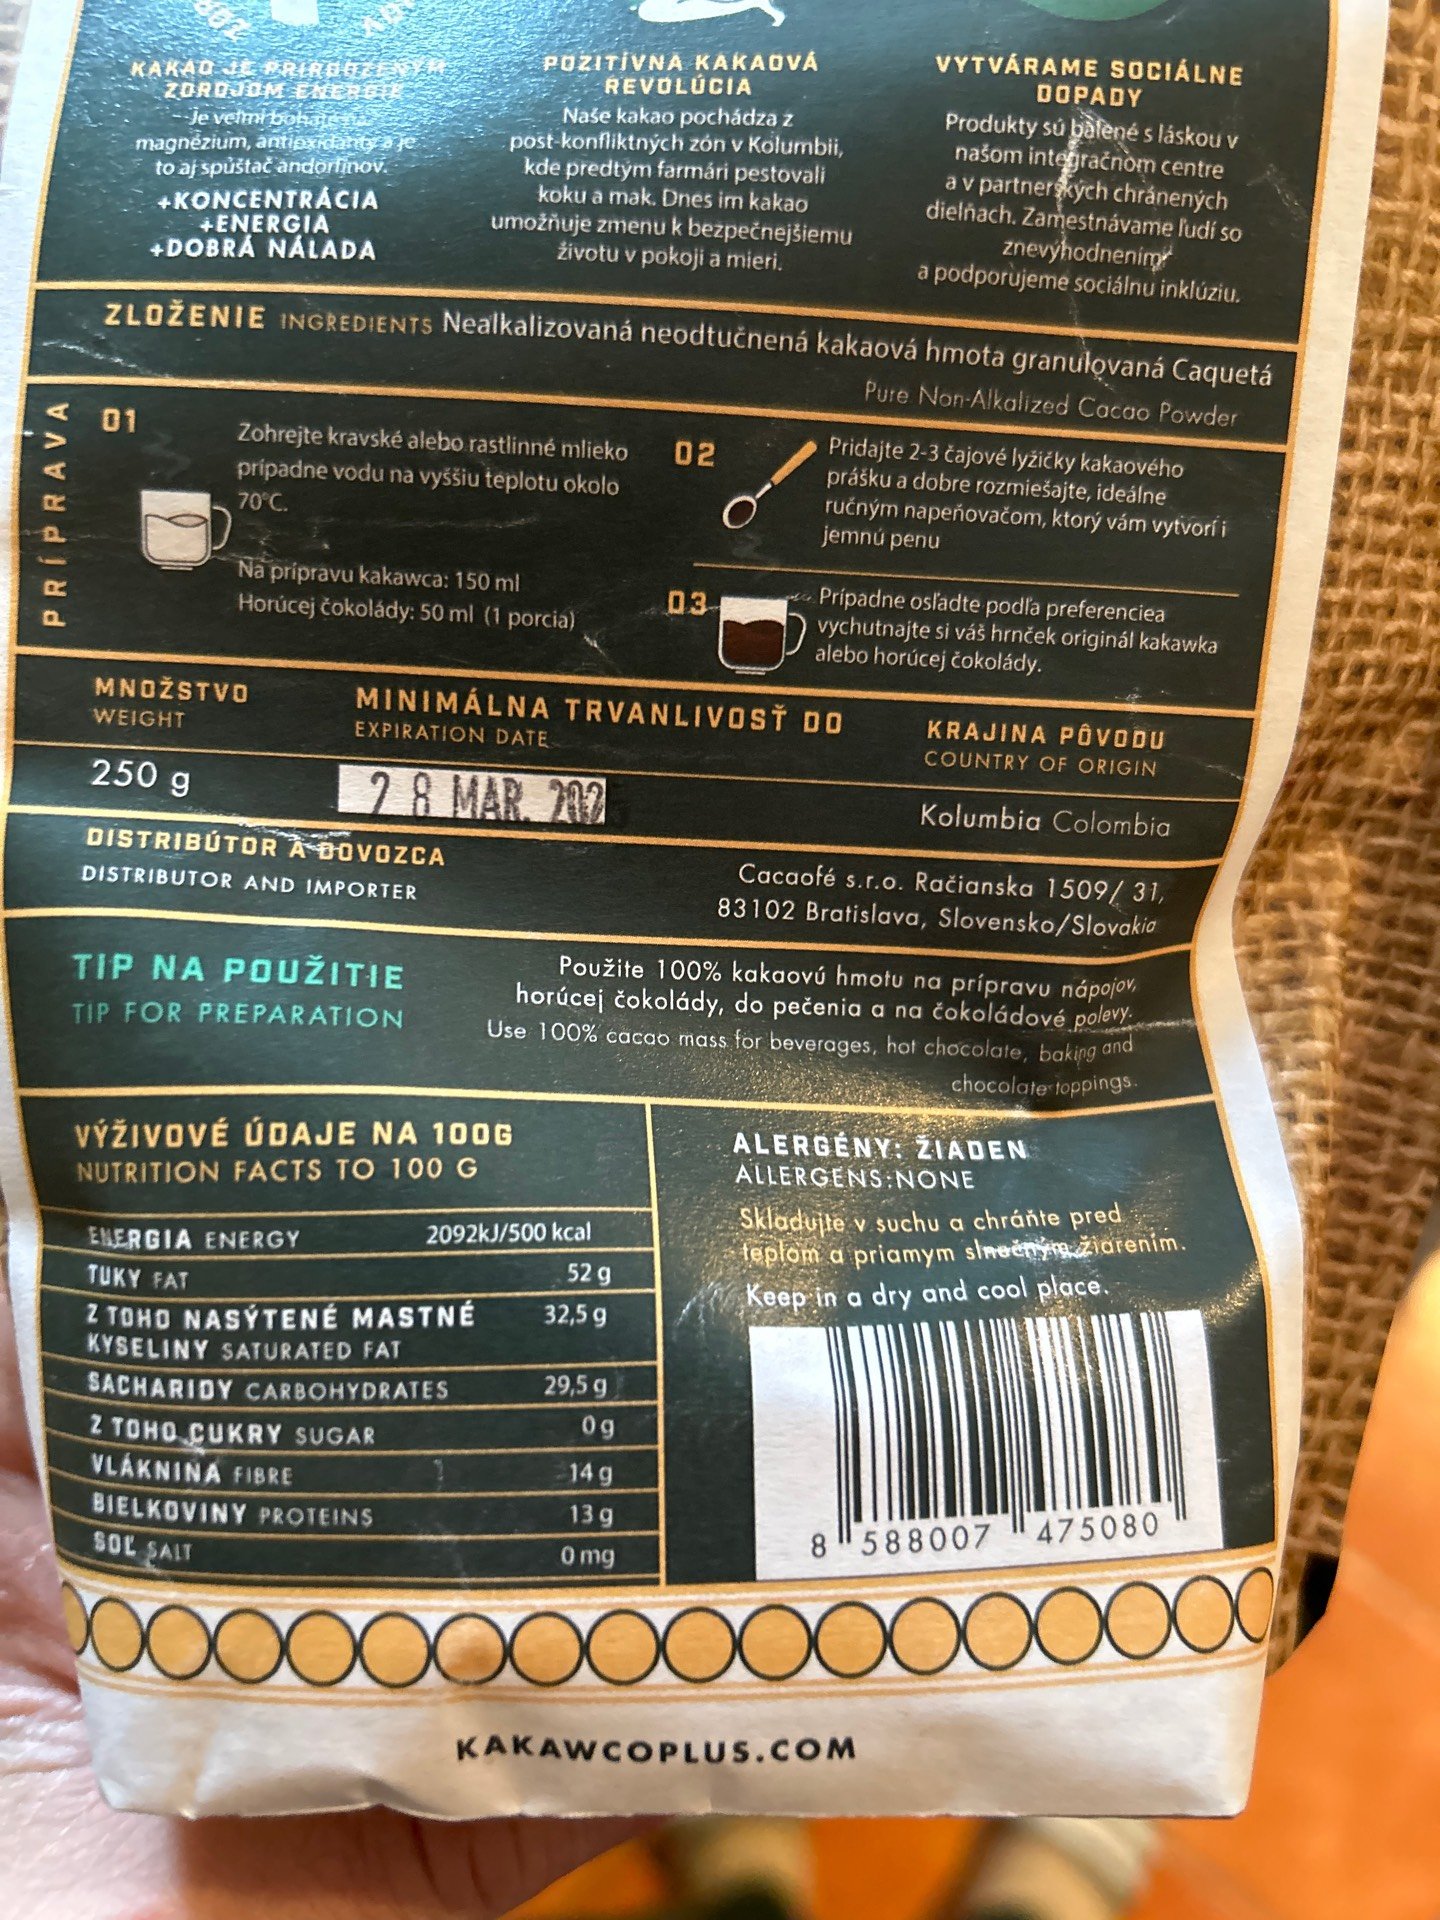 KAKAO JE PRIRODZENÝM
ZDROJOM ENERGIE
Je veľmi bohaté na
magnézium, antioxidanty a je
to aj spúšťač andorfínov.
+KONCENTRÁCIA
+ENERGIA
+DOBRÁ NÁLADA
POZITÍVNA KAKAOVÁ
REVOLÚCIA
Naše kakao pochádza z
post-konfliktných zón v Kolumbii,
kde predtým farmári pestovali
koku a mak. Dnes im kakao
umožňuje zmenu k bezpečnejšiemu
životu v pokoji a mieri.
VYTVÁRAME SOCIÁLNE
DOPADY
Produkty sú balené s láskou v
našom integračnom centre
a v partnerských chránených
dielňach. Zamestnávame ľudí so
znevýhodnením
a podporujeme sociálnu inklúziu.
ZLOŽENIE INGREDIENTS Nealkalizovaná neodtučnená kakaová hmota granulovaná Caquetá
Pure Non-Alkalized Cacao Powder
PRÍPRAVA
01
Zohrejte kravské alebo rastlinné mlieko
prípadne vodu na vyššiu teplotu okolo
70°C.
Na prípravu kakawca: 150 ml
Horúcej čokolády: 50 ml (1 porcia)
02
Pridajte 2-3 čajové lyžičky kakaového
prášku a dobre rozmiešajte, ideálne
ručným napeňovačom, ktorý vám vytvorí i
jemnú penu
03
Prípadne oslaďte podľa preferenciea
vychutnajte si váš hrnček originál kakawka
alebo horúcej čokolády.
MNOŽSTVO
WEIGHT
250 g
MINIMÁLNA TRVANLIVOSŤ DO
EXPIRATION DATE
28 MAR. 202
KRAJINA PÔVODU
COUNTRY OF ORIGIN
Kolumbia Colombia
DISTRIBÚTOR A DOVOZCA
DISTRIBUTOR AND IMPORTER
Cacaofé s.r.o. Račianska 1509/ 31,
83102 Bratislava, Slovensko/Slovakia
TIP NA POUŽITIE
TIP FOR PREPARATION
Použite 100% kakaovú hmotu na prípravu nápojov,
horúcej čokolády, do pečenia a na čokoládové polevy.
Use 100% cacao mass for beverages, hot chocolate, baking and
chocolate toppings.
VÝŽIVOVÉ ÚDAJE NA 100G
NUTRITION FACTS TO 100 G
ENERGIA ENERGY 2092kJ/500 kcal
TUKY FAT 52 g
Z TOHO NASÝTENÉ MASTNÉ 32,5 g
KYSELINY SATURATED FAT
SACHARIDY CARBOHYDRATES 29,5 g
Z TOHO CUKRY SUGAR 0 g
VLÁKNINA FIBRE 14 g
BIELKOVINY PROTEINS 13 g
SOĽ SALT 0 mg
ALERGÉNY: ŽIADEN
ALLERGENS:NONE
Skladujte v suchu a chráňte pred
teplom a priamym slnečným žiarením.
Keep in a dry and cool place.
8 588007 475080
KAKAWCOPLUS.COM